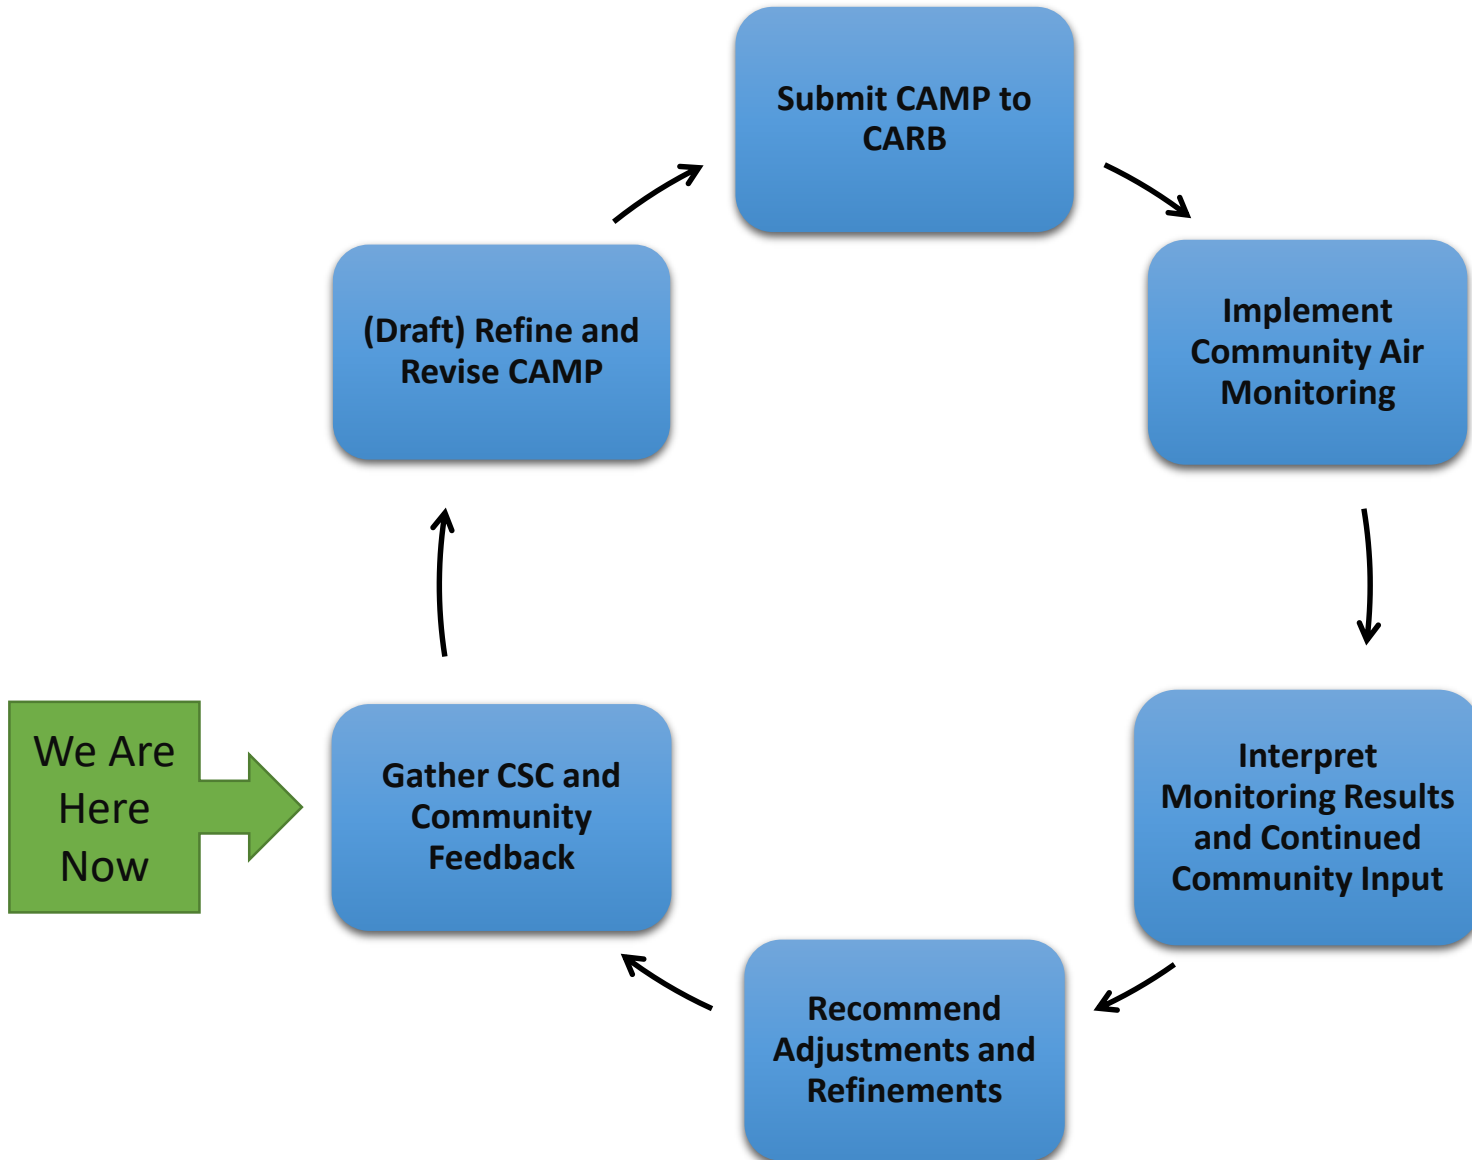 Submit CAMP to
CARB
Implement
Community Air
Monitoring
Interpret
Monitoring Results
and Continued
Community Input
Recommend
Adjustments and
Refinements
Gather CSC and
Community
Feedback
(Draft) Refine and
Revise CAMP
We Are
Here
Now